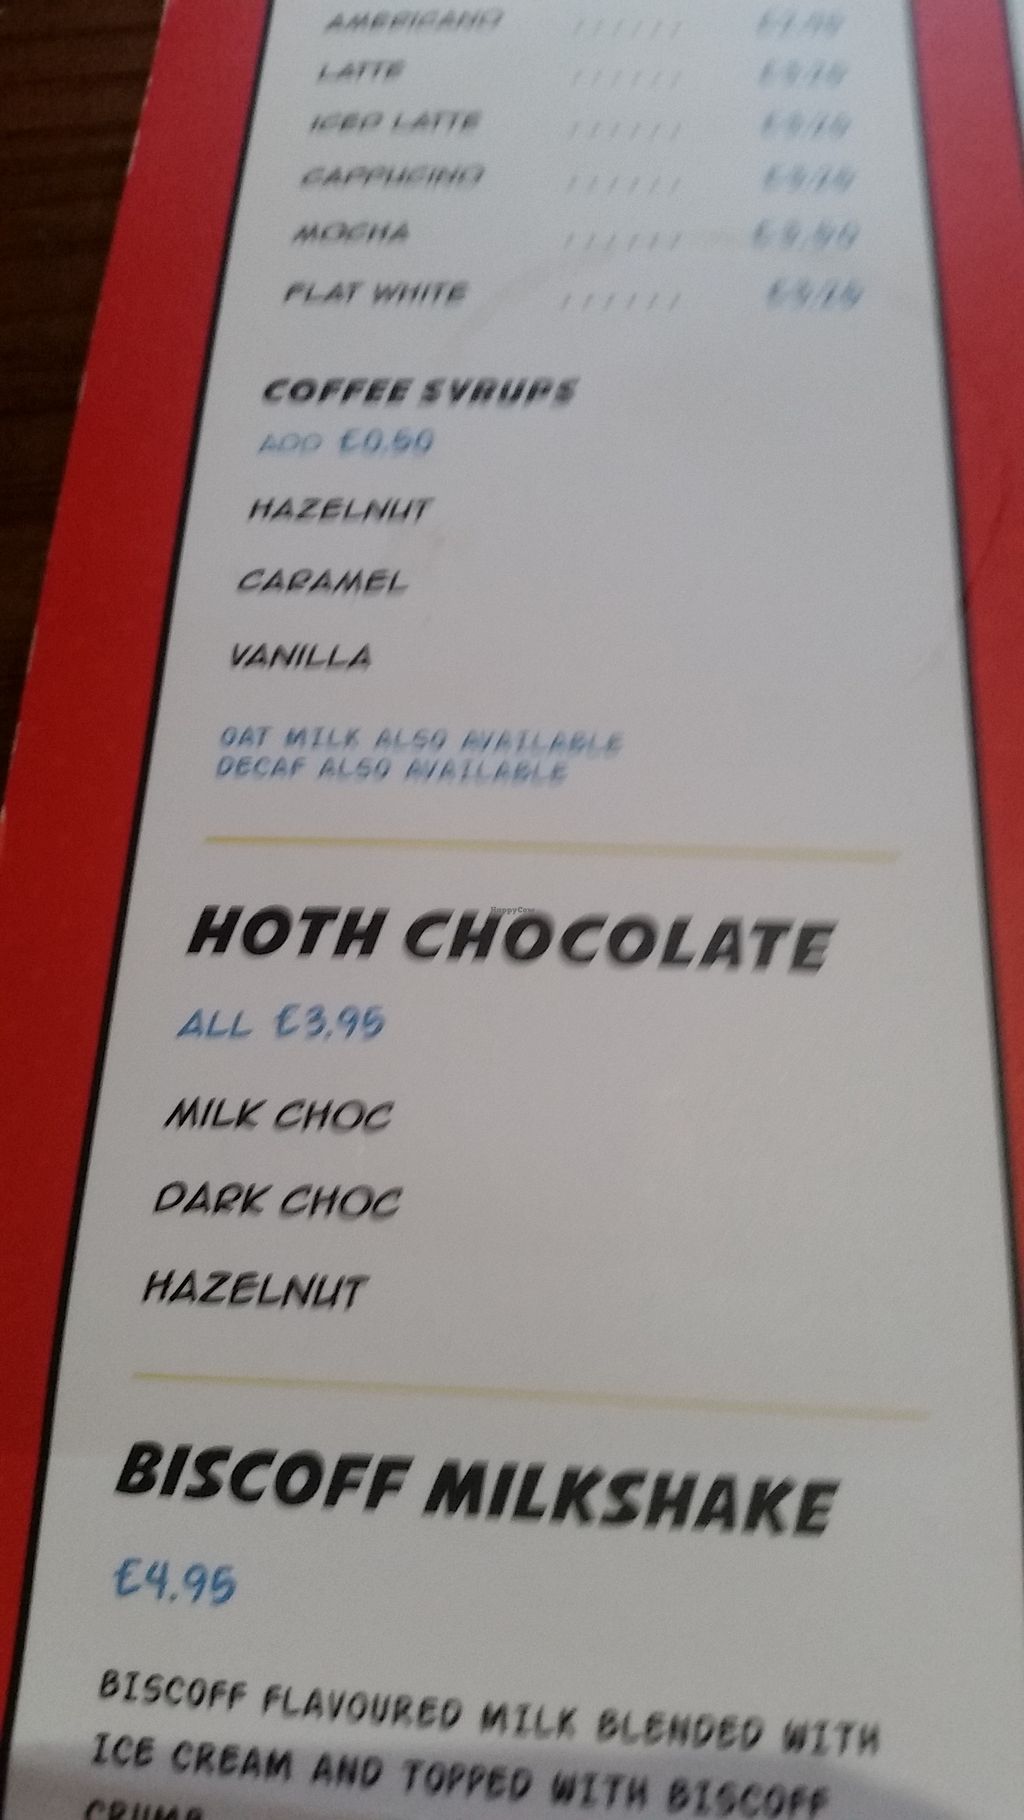 AMERICANO //////
LATTE //////
ICED LATTE //////
CAPPUCINO //////
MOCHA //////
FLAT WHITE //////
COFFEE SYRUPS
ADD £0.50
HAZELNUT
CARAMEL
VANILLA
OAT MILK ALSO AVAILABLE
DECAF ALSO AVAILABLE
HOTH CHOCOLATE
HappyCow
ALL £3.95
MILK CHOC
DARK CHOC
HAZELNUT
BISCOFF MILKSHAKE
£4.95
BISCOFF FLAVOURED MILK BLENDED WITH
ICE CREAM AND TOPPED WITH BISCOFF
CRUMB